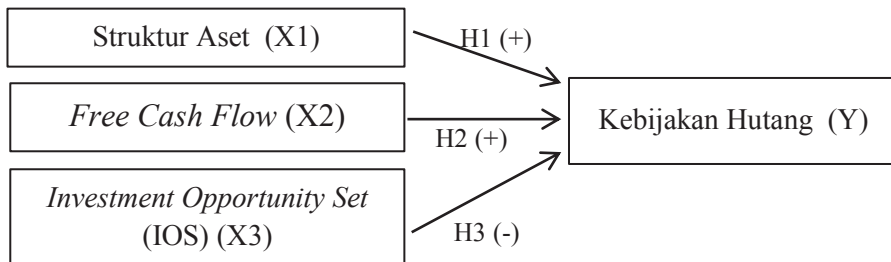 Struktur Aset (X1)
H1 (+)
Free Cash Flow (X2)
H2 (+)
Kebijakan Hutang (Y)
Investment Opportunity Set
(IOS) (X3)
H3 (-)